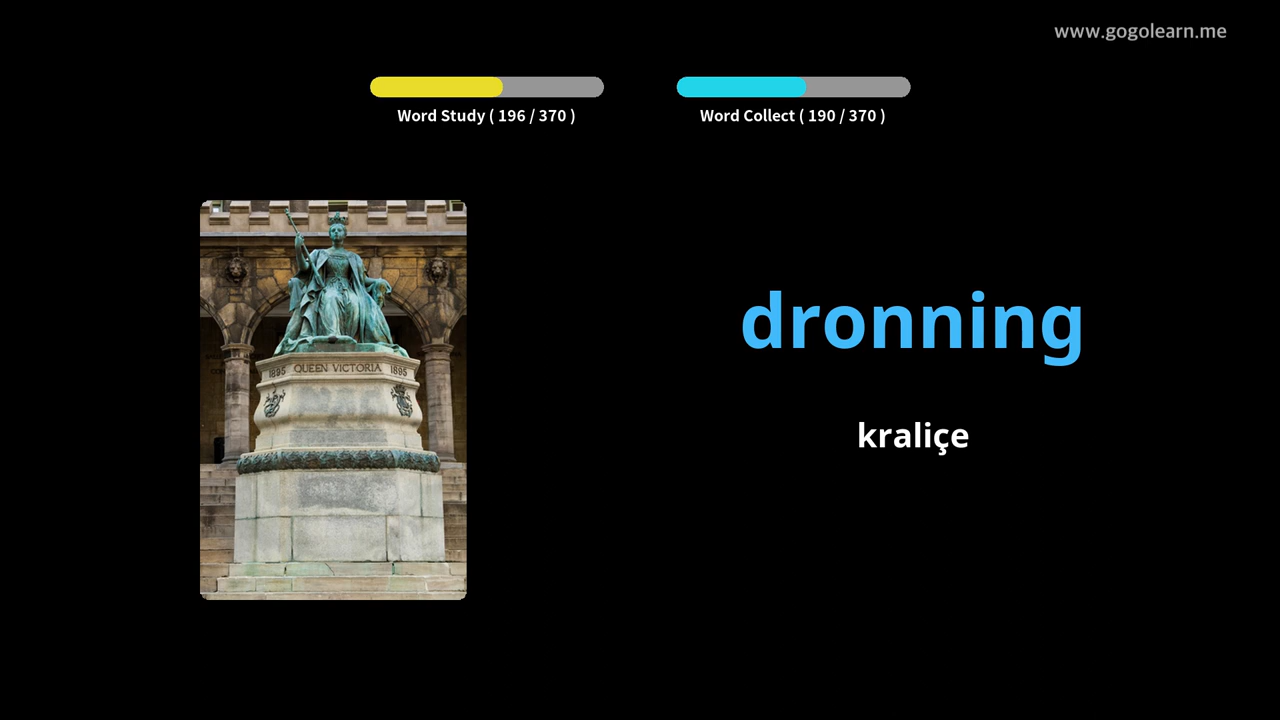 www.gogolearn.me
Word Study ( 196 / 370 )
Word Collect ( 190 / 370 )
1895 QUEEN VICTORIA 1895
dronning
kraliçe